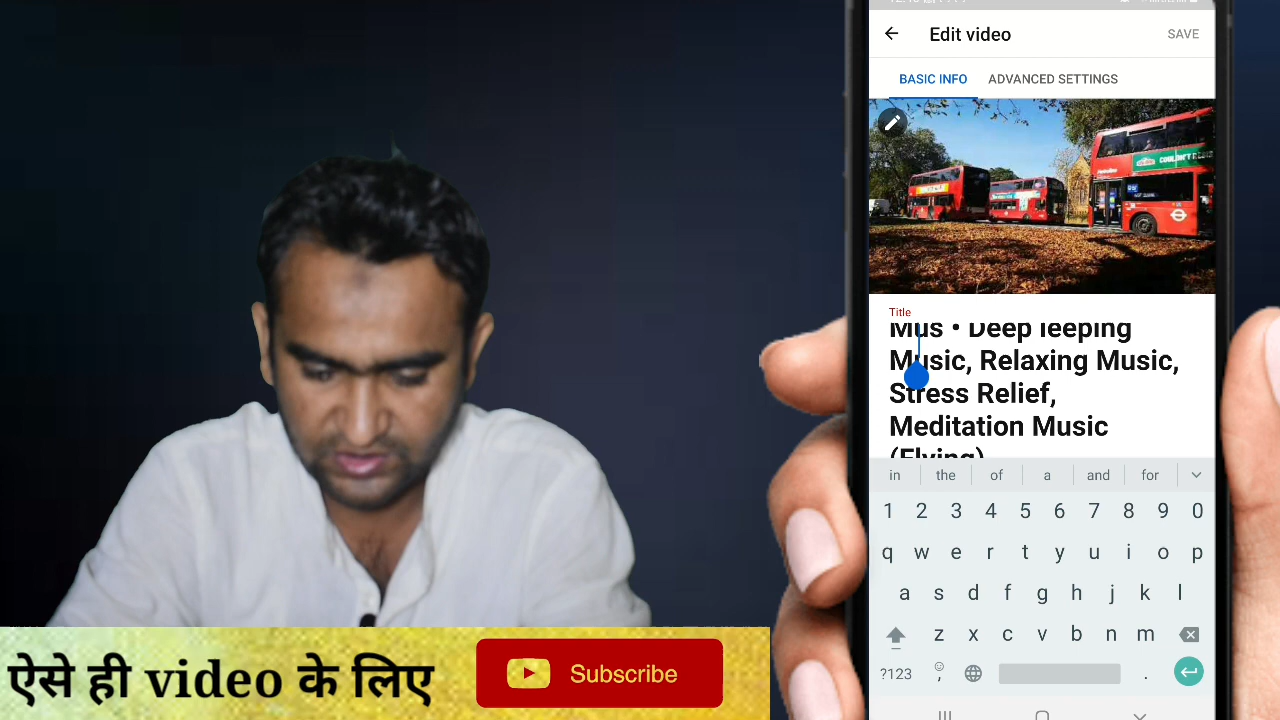 Edit video
SAVE
BASIC INFO
ADVANCED SETTINGS
Title
Mus • Deep leeping
Music, Relaxing Music,
Stress Relief,
Meditation Music
(Flying)
in the of a and for
1 2 3 4 5 6 7 8 9 0
q w e r t y u i o p
a s d f g h j k l
z x c v b n m
?123 , .
ऐसे ही video के लिए
Subscribe